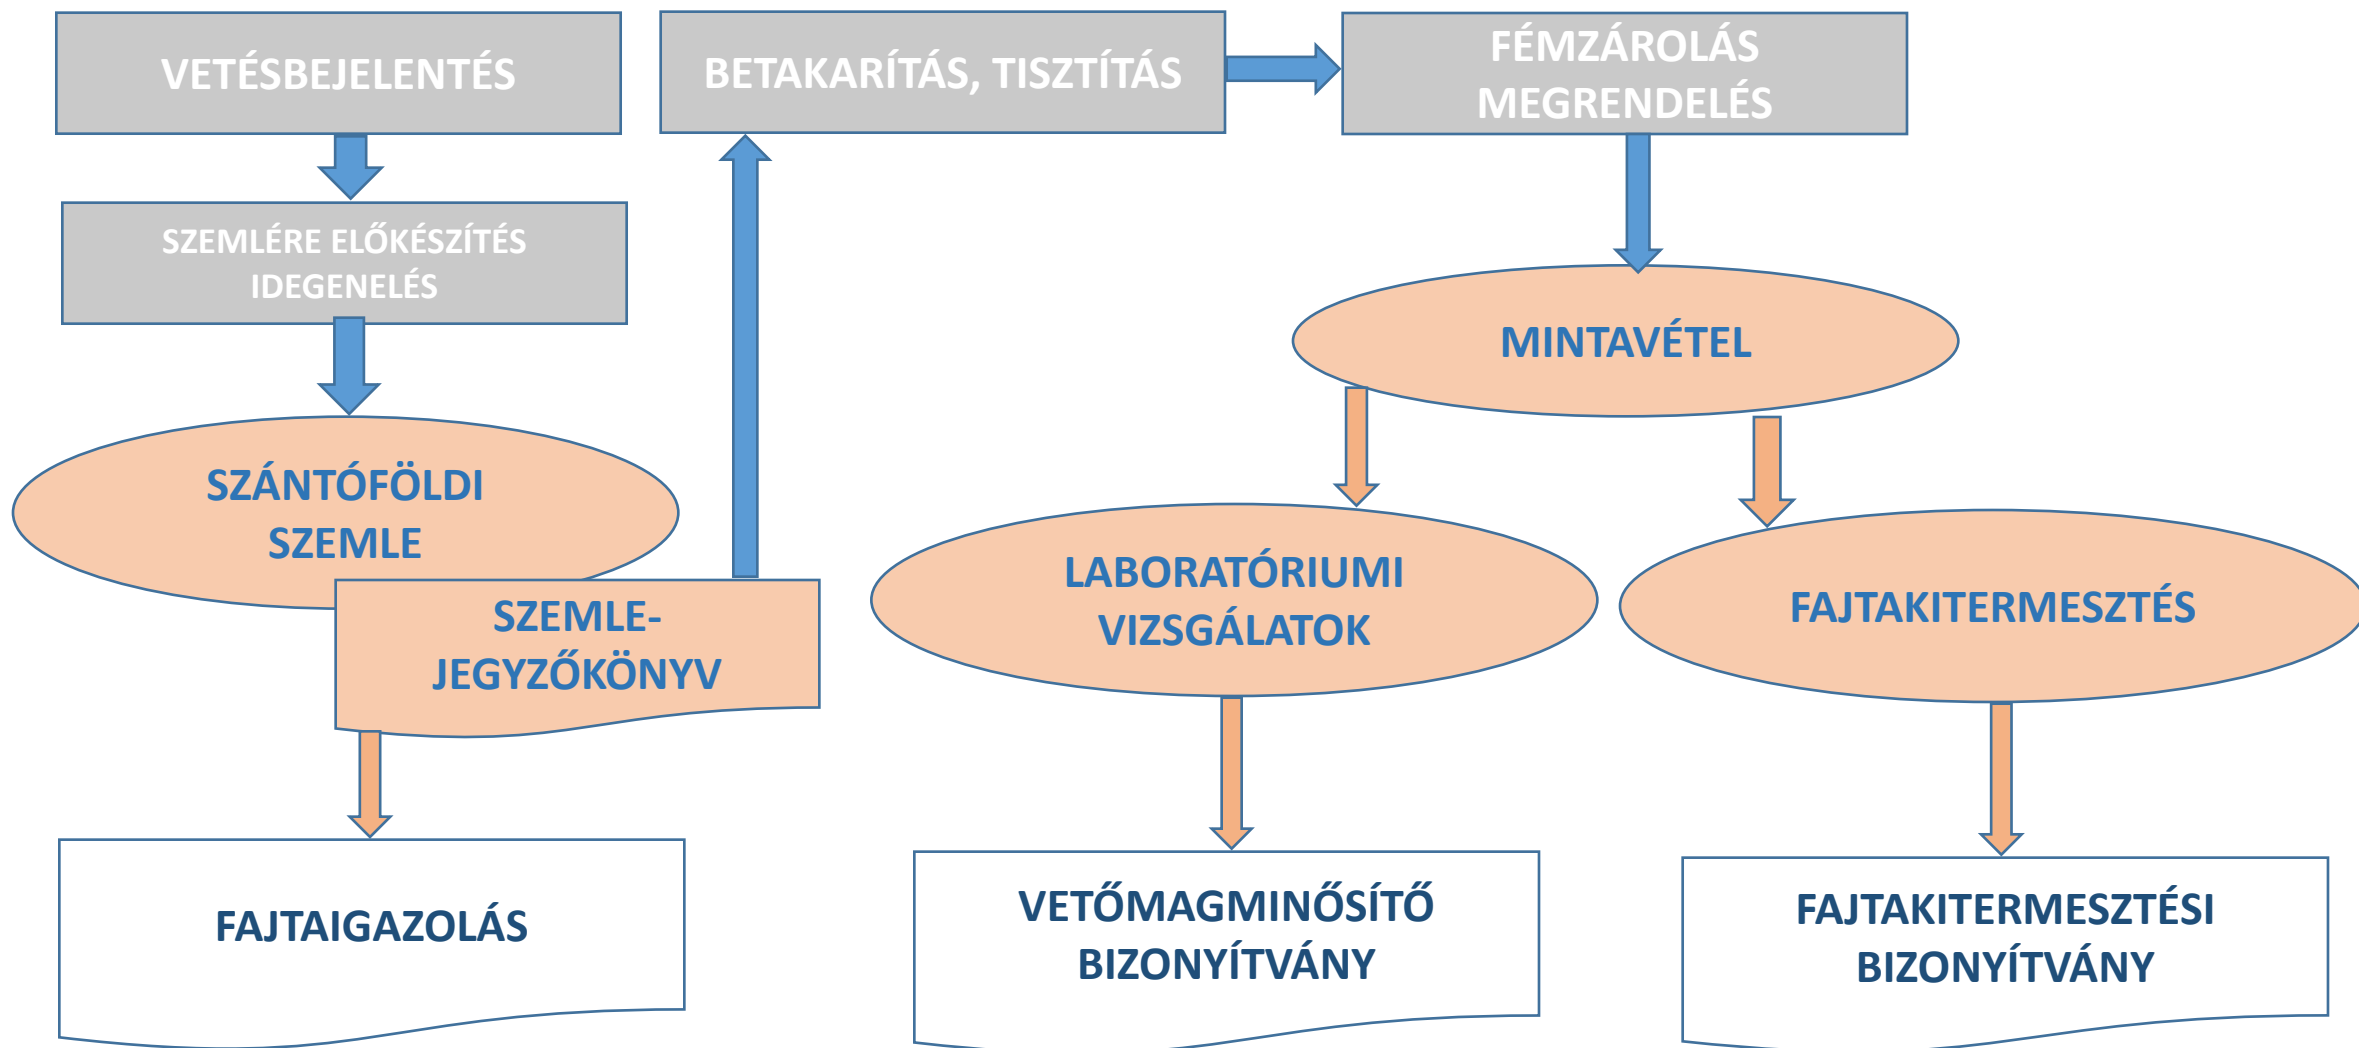 VETÉSBEJELENTÉS
SZEMLÉRE ELŐKÉSZÍTÉS
IDEGENELÉS
SZÁNTÓFÖLDI
SZEMLE
SZEMLE-
JEGYZŐKÖNYV
FAJTAIGAZOLÁS
BETAKARÍTÁS, TISZTÍTÁS
FÉMZÁROLÁS
MEGRENDELÉS
MINTAVÉTEL
LABORATÓRIUMI
VIZSGÁLATOK
FAJTAKITERMESZTÉS
VETŐMAGMINŐSÍTŐ
BIZONYÍTVÁNY
FAJTAKITERMESZTÉSI
BIZONYÍTVÁNY